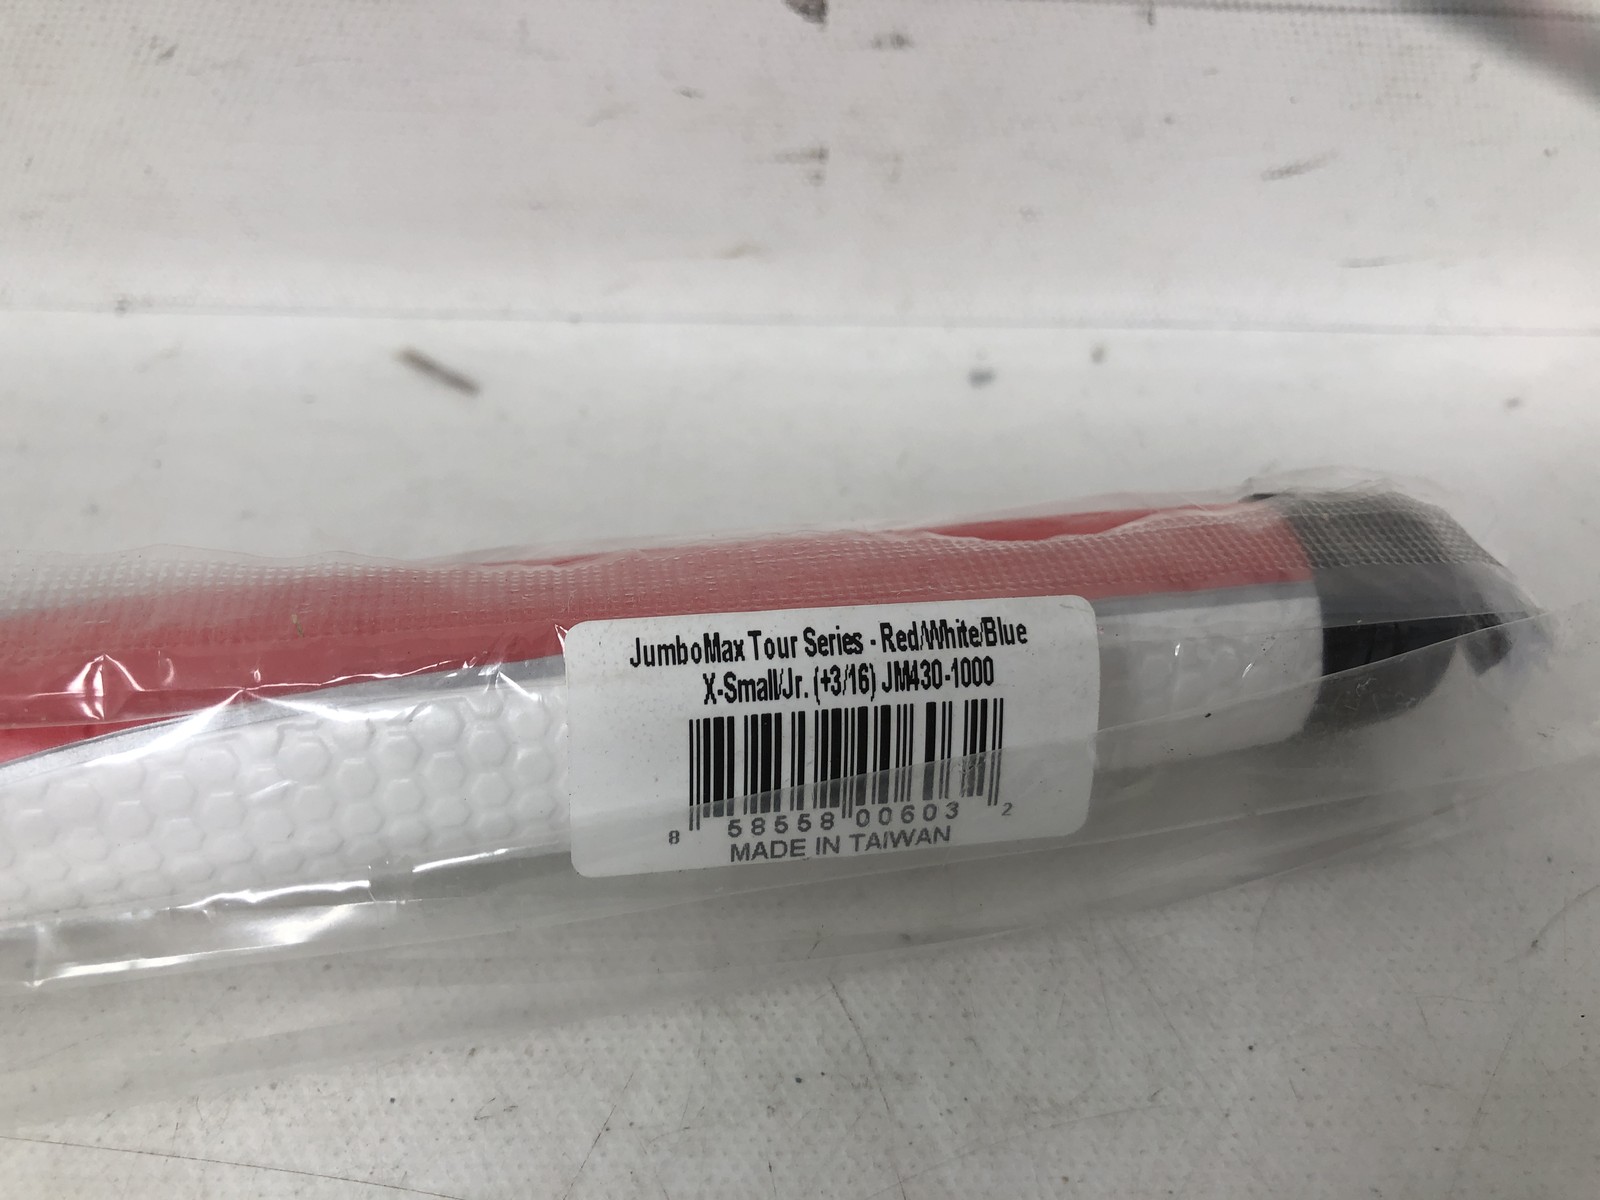 JumboMax Tour Series - Red/White/Blue
X-Small/Jr. (+3/16) JM430-1000
8 58558 00603 2
MADE IN TAIWAN